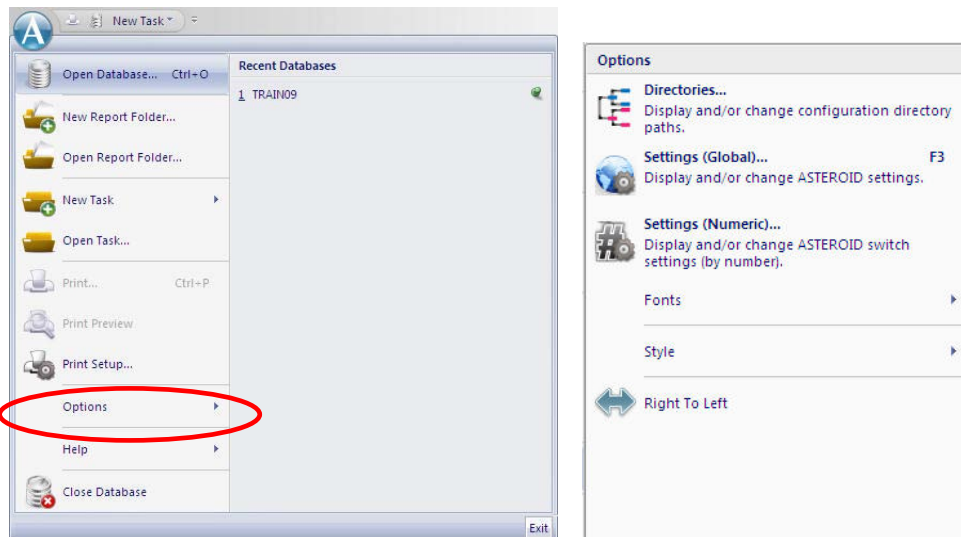 New Task
A
Open Database... Ctrl+O
New Report Folder...
Open Report Folder...
New Task
Open Task...
Print... Ctrl+P
Print Preview
Print Setup...
Options
Help
Close Database
Recent Databases
1 TRAIN09
Exit
Options
Directories...
Display and/or change configuration directory
paths.
Settings (Global)... F3
Display and/or change ASTEROID settings.
Settings (Numeric)...
Display and/or change ASTEROID switch
settings (by number).
Fonts
Style
Right To Left